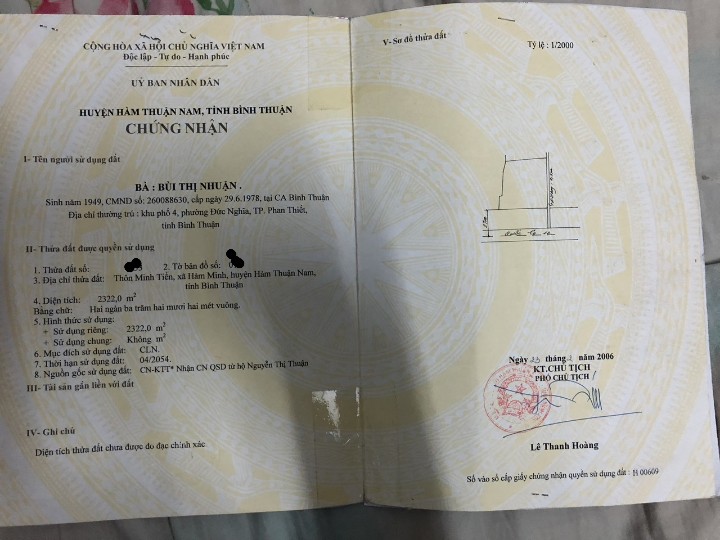 CỘNG HÒA XÃ HỘI CHỦ NGHĨA VIỆT NAM
Độc lập - Tự do - Hạnh phúc
UỶ BAN NHÂN DÂN
HUYỆN HÀM THUẬN NAM, TỈNH BÌNH THUẬN
CHỨNG NHẬN
I- Tên người sử dụng đất
BÀ : BÙI THỊ NHUẬN .
Sinh năm 1949, CMND số: 260088630, cấp ngày 29.6.1978, tại CA Bình Thuận
Địa chỉ thường trú : khu phố 4, phường Đức Nghĩa, TP. Phan Thiết,
tỉnh Bình Thuận
II- Thửa đất được quyền sử dụng
1. Thửa đất số: 2. Tờ bản đồ số:
3. Địa chỉ thửa đất: Thôn Minh Tiến, xã Hàm Minh, huyện Hàm Thuận Nam,
tỉnh Bình Thuận
4. Diện tích: 2322,0 m²
Bằng chữ: Hai ngàn ba trăm hai mươi hai mét vuông.
5. Hình thức sử dụng:
+ Sử dụng riêng: 2322,0 m²
+ Sử dụng chung: Không m²
6. Mục đích sử dụng đất: CLN.
7. Thời hạn sử dụng đất: 04/2054.
8. Nguồn gốc sử dụng đất: CN-KTT* Nhận CN QSD từ hộ Nguyễn Thị Thuận
III- Tài sản gắn liền với đất
IV- Ghi chú
Diện tích thửa đất chưa được đo đạc chính xác.
V- Sơ đồ thửa đất
Tỷ lệ : 1/2000
Ngày 23 tháng 2 năm 2006
KT.CHỦ TỊCH
PHÓ CHỦ TỊCH
Lê Thanh Hoàng
Số vào sổ cấp giấy chứng nhận quyền sử dụng đất : H 00609